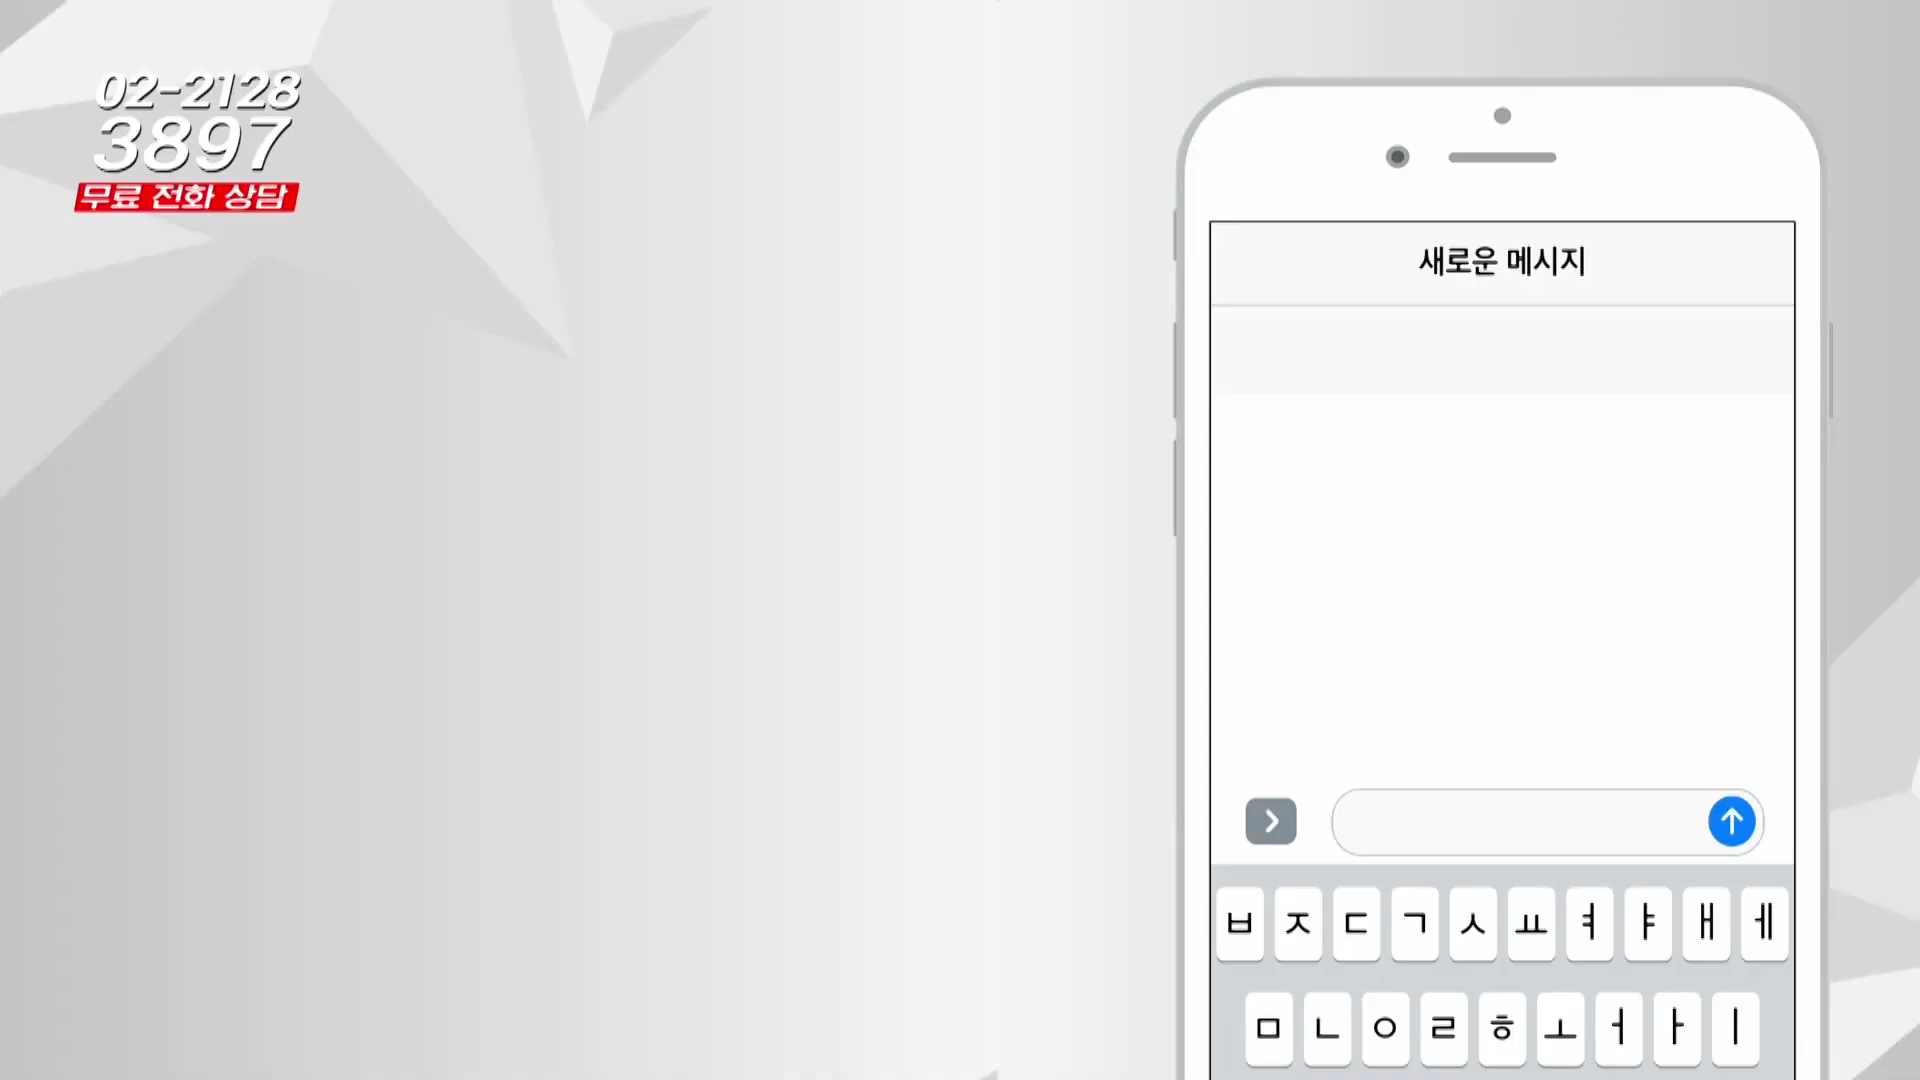 02-2128
3897
무료 전화 상담
새로운 메시지
ㅂ ㅈ ㄷ ㄱ ㅅ ㅛ ㅕ ㅑ ㅐ ㅔ
ㅁ ㄴ ㅇ ㄹ ㅎ ㅗ ㅓ ㅏ ㅣ